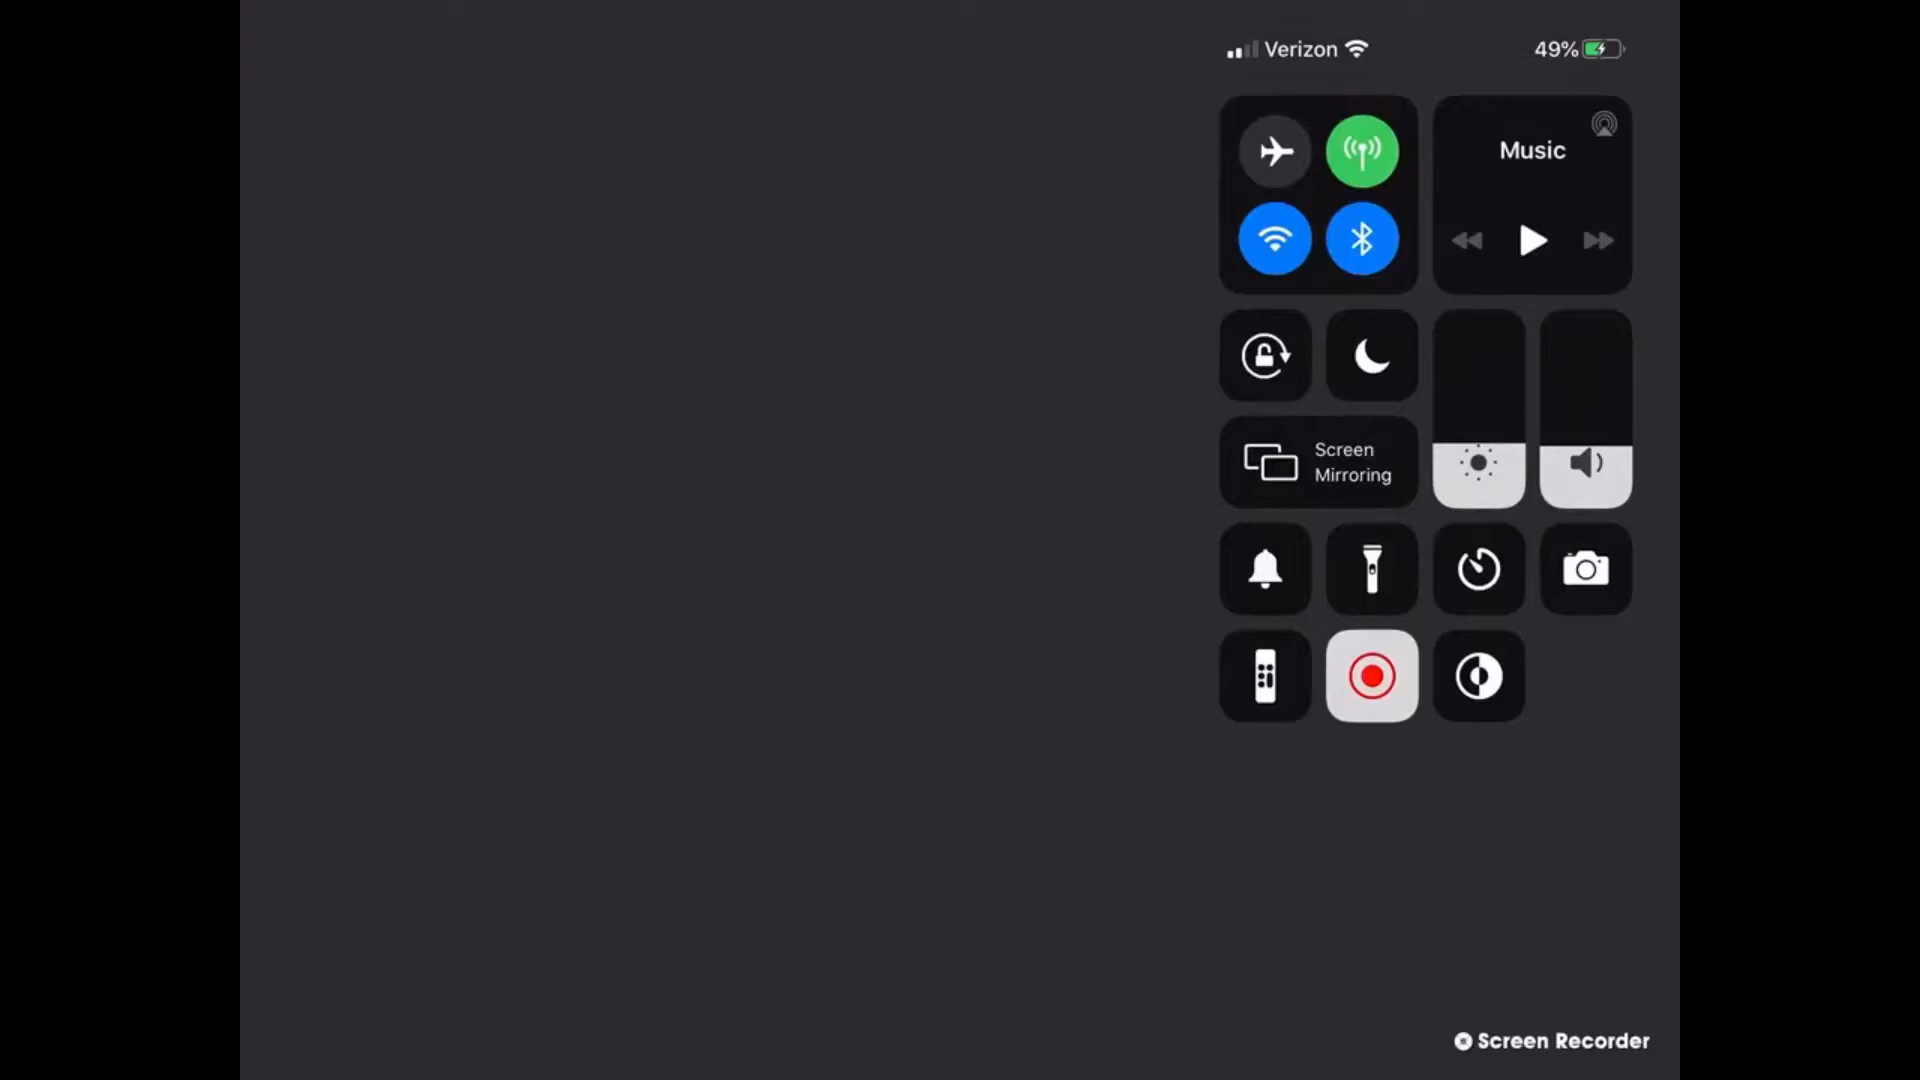 Verizon
49%
Music
Screen
Mirroring
Screen Recorder